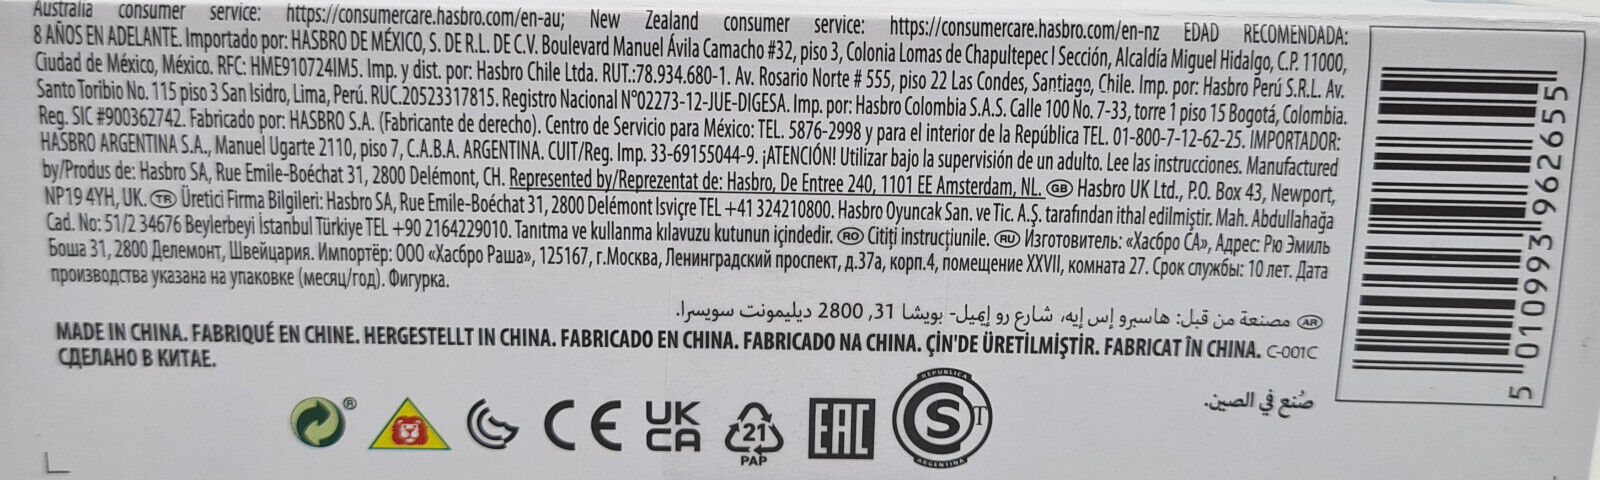 Australia consumer service: https://consumercare.hasbro.com/en-au; New Zealand consumer service: https://consumercare.hasbro.com/en-nz EDAD RECOMENDADA:
8 AÑOS EN ADELANTE. Importado por: HASBRO DE MÉXICO, S. DE R.L. DE C.V. Boulevard Manuel Ávila Camacho #32, piso 3, Colonia Lomas de Chapultepec I Sección, Alcaldía Miguel Hidalgo, C.P. 11000,
Ciudad de México, México. RFC: HME910724IM5. Imp. y dist. por: Hasbro Chile Ltda. RUT.:78.934.680-1. Av. Rosario Norte # 555, piso 22 Las Condes, Santiago, Chile. Imp. por: Hasbro Perú S.R.L. Av.
Santo Toribio No. 115 piso 3 San Isidro, Lima, Perú. RUC.20523317815. Registro Nacional N°02273-12-JUE-DIGESA. Imp. por: Hasbro Colombia S.A.S. Calle 100 No. 7-33, torre 1 piso 15 Bogotá, Colombia.
Reg. SIC #900362742. Fabricado por: HASBRO S.A. (Fabricante de derecho). Centro de Servicio para México: TEL. 5876-2998 y para el interior de la República TEL. 01-800-7-12-62-25. IMPORTADOR:
HASBRO ARGENTINA S.A., Manuel Ugarte 2110, piso 7, C.A.B.A. ARGENTINA. CUIT/Reg. Imp. 33-69155044-9. ¡ATENCIÓN! Utilizar bajo la supervisión de un adulto. Lee las instrucciones. Manufactured
by/Produs de: Hasbro SA, Rue Emile-Boéchat 31, 2800 Delémont, CH. Represented by/Reprezentat de: Hasbro, De Entree 240, 1101 EE Amsterdam, NL. GB Hasbro UK Ltd., P.O. Box 43, Newport,
NP19 4YH, UK. TR Üretici Firma Bilgileri: Hasbro SA, Rue Emile-Boéchat 31, 2800 Delémont Isviçre TEL +41 324210800. Hasbro Oyuncak San. ve Tic. A.Ş. tarafından ithal edilmiştir. Mah. Abdullahağa
Cad. No: 51/2 34676 Beylerbeyi İstanbul Türkiye TEL +90 2164229010. Tanıtma ve kullanma kılavuzu kutunun içindedir. RO Citiți instrucțiunile. RU Изготовитель: «Хасбро СА», Адрес: Рю Эмиль
Боша 31, 2800 Делемонт, Швейцария. Импортёр: ООО «Хасбро Раша», 125167, г.Москва, Ленинградский проспект, д.37а, корп.4, помещение XXVII, комната 27. Срок службы: 10 лет. Дата
производства указана на упаковке (месяц/год). Фигурка.
AR مصنعة من قبل: هاسبرو إس إيه، شارع رو إيميل- بويشا 31, 2800 ديليمونت سويسرا.
MADE IN CHINA. FABRIQUÉ EN CHINE. HERGESTELLT IN CHINA. FABRICADO EN CHINA. FABRICADO NA CHINA. ÇİN'DE ÜRETİLMİŞTİR. FABRICAT ÎN CHINA. C-001C
СДЕЛАНО В КИТАЕ.
صُنع في الصين.
®
CE
UK
CA
21
PAP
EAC
REPUBLICA
S T
ARGENTINA
5 010993 962655